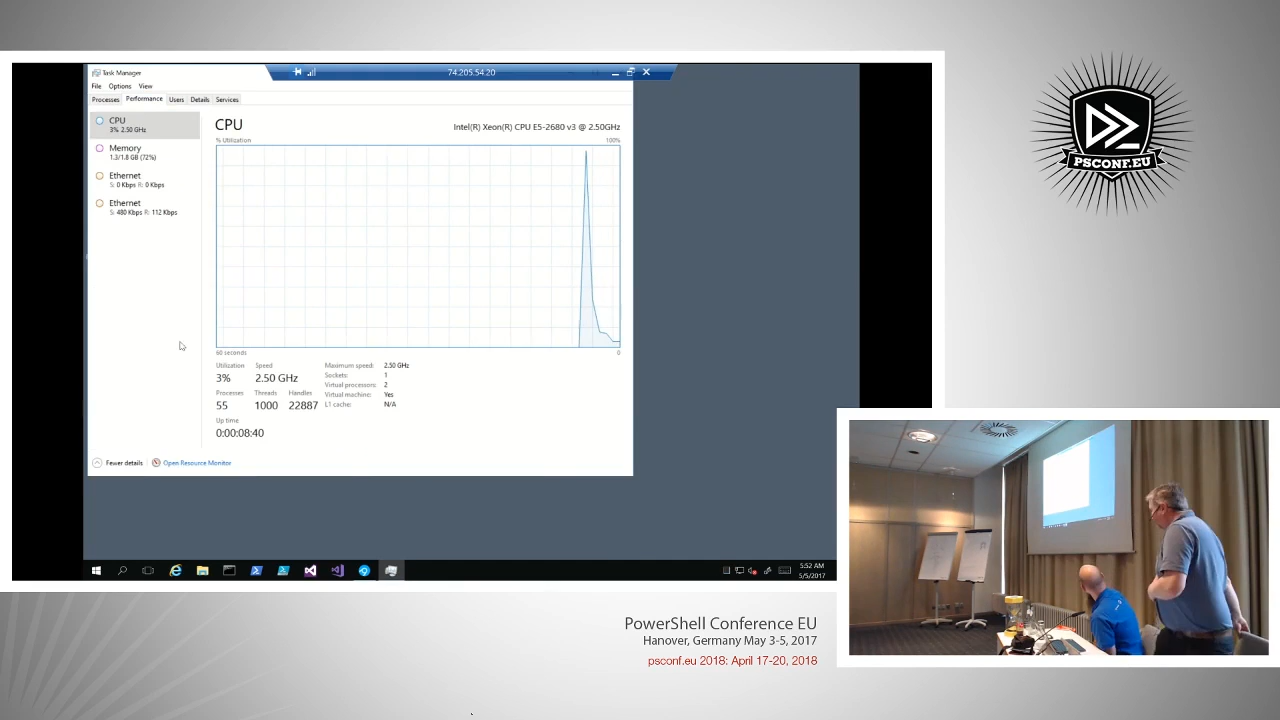 Task Manager
74.205.54.20
File Options View
Processes Performance Users Details Services
CPU
3% 2.50 GHz
Memory
1.3/1.8 GB (72%)
Ethernet
S: 0 Kbps R: 0 Kbps
Ethernet
S: 480 Kbps R: 112 Kbps
CPU
Intel(R) Xeon(R) CPU E5-2680 v3 @ 2.50GHz
% Utilization
100%
60 seconds
0
Utilization Speed
3% 2.50 GHz
Processes Threads Handles
55 1000 22887
Up time
0:00:08:40
Maximum speed: 2.50 GHz
Sockets: 1
Virtual processors: 2
Virtual machine: Yes
L1 cache: N/A
Fewer details
Open Resource Monitor
5:52 AM
5/5/2017
PSCONF.EU
PowerShell Conference EU
Hanover, Germany May 3-5, 2017
psconf.eu 2018: April 17-20, 2018